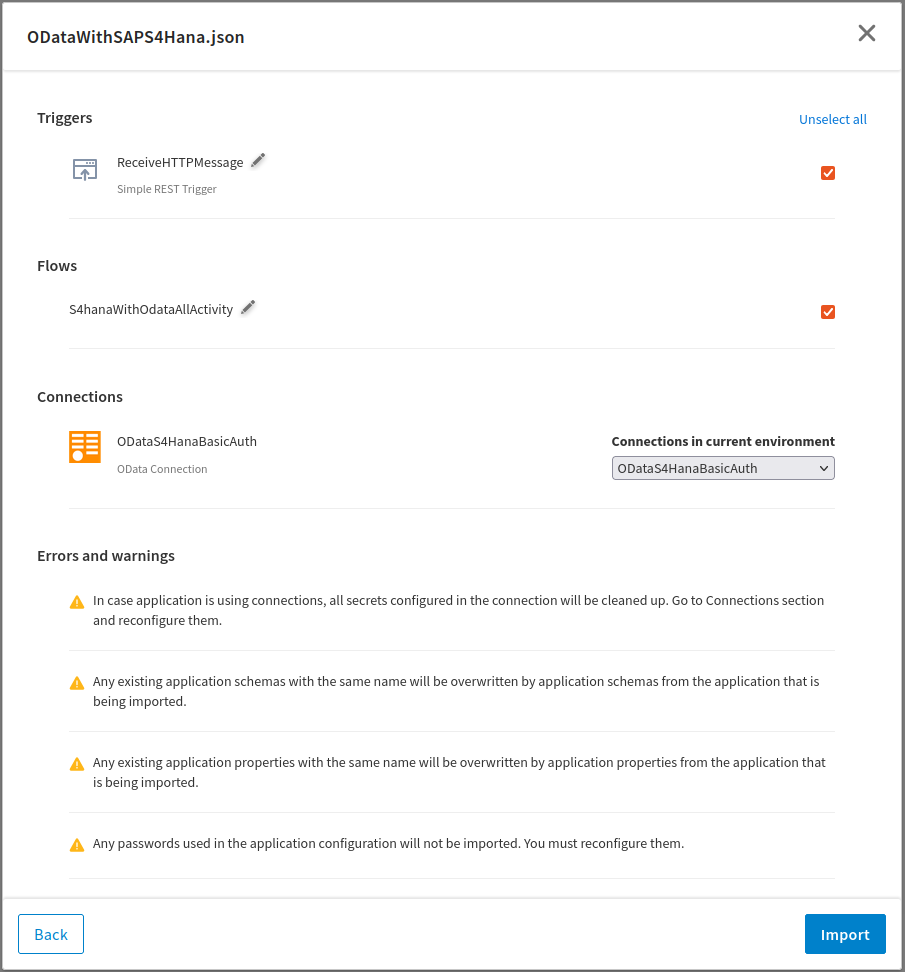 ODataWithSAPS4Hana.json
Triggers
Unselect all
ReceiveHTTPMessage
Simple REST Trigger
Flows
S4hanaWithOdataAllActivity
Connections
ODataS4HanaBasicAuth
OData Connection
Connections in current environment
ODataS4HanaBasicAuth
Errors and warnings
In case application is using connections, all secrets configured in the connection will be cleaned up. Go to Connections section
and reconfigure them.
Any existing application schemas with the same name will be overwritten by application schemas from the application that is
being imported.
Any existing application properties with the same name will be overwritten by application properties from the application that
is being imported.
Any passwords used in the application configuration will not be imported. You must reconfigure them.
Back
Import